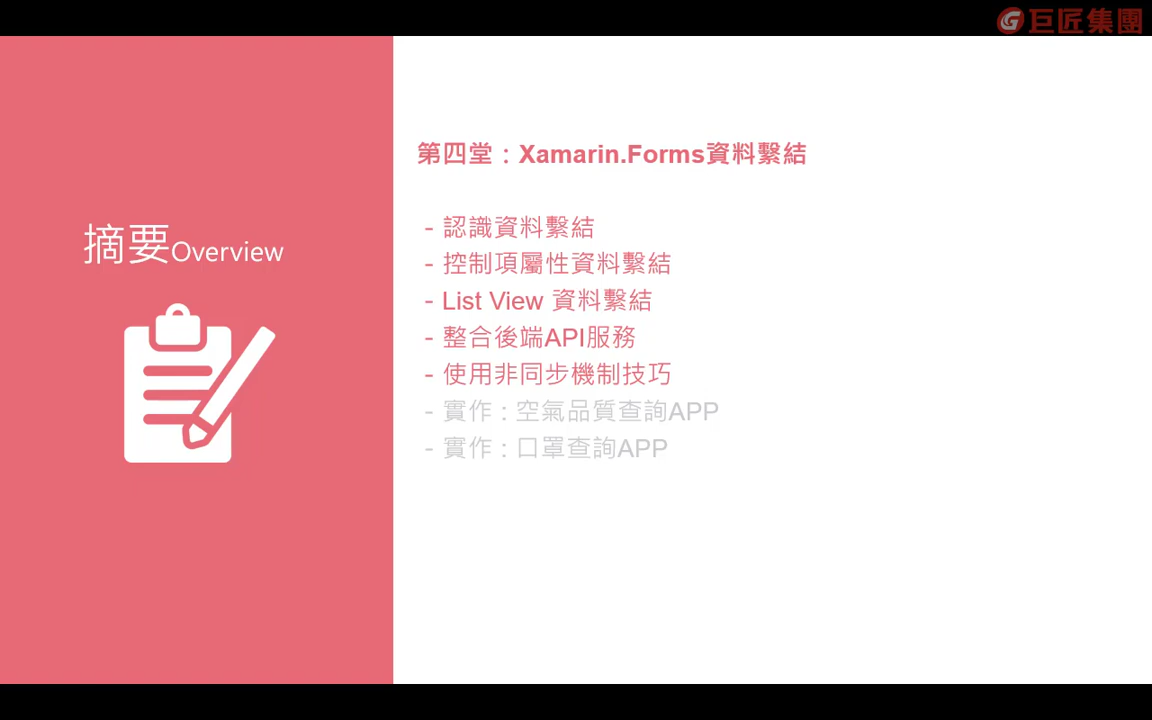 巨匠集團
第四堂：Xamarin.Forms資料繫結
摘要Overview
- 認識資料繫結
- 控制項屬性資料繫結
- List View 資料繫結
- 整合後端API服務
- 使用非同步機制技巧
- 實作：空氣品質查詢APP
- 實作：口罩查詢APP